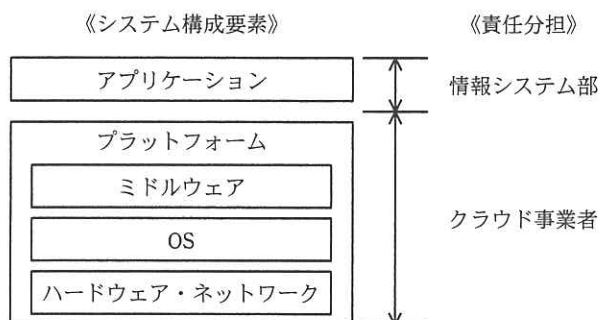 《システム構成要素》 《責任分担》
アプリケーション 情報システム部
プラットフォーム
ミドルウェア
OS クラウド事業者
ハードウェア・ネットワーク